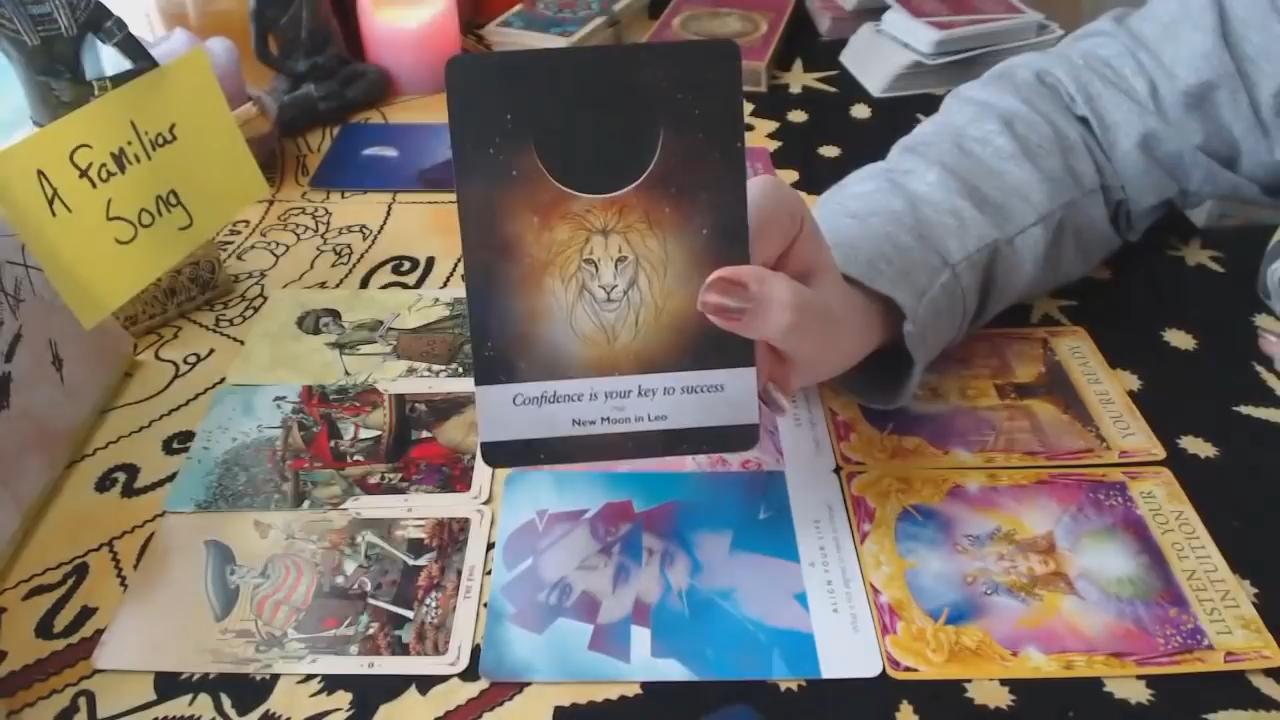 A Familiar
Song
Confidence is your key to success
New Moon in Leo
YOU'RE READY
ALIGN YOUR LIFE
LISTEN TO YOUR
INTUITION
THE FOOL